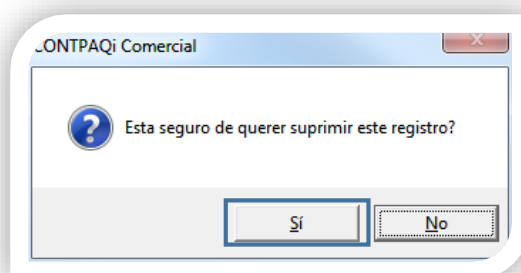 CONTPAQi Comercial
Esta seguro de querer suprimir este registro?
Sí
No